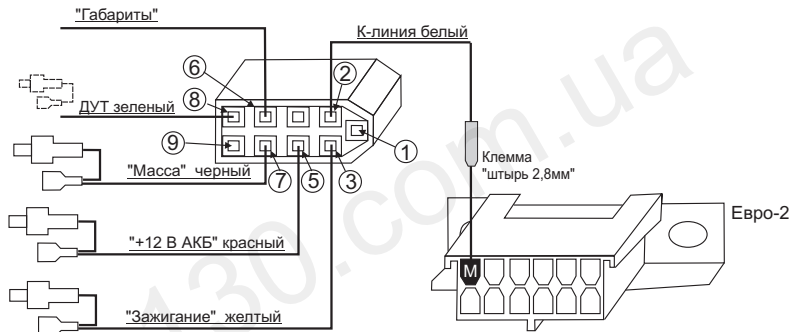 "Габариты"
К-линия белый
6
2
8
ДУТ зеленый
9
1
Клемма
"штырь 2,8мм"
"Масса" черный
7
5
3
Евро-2
"+12 В АКБ" красный
М
"Зажигание" желтый
130.com.ua